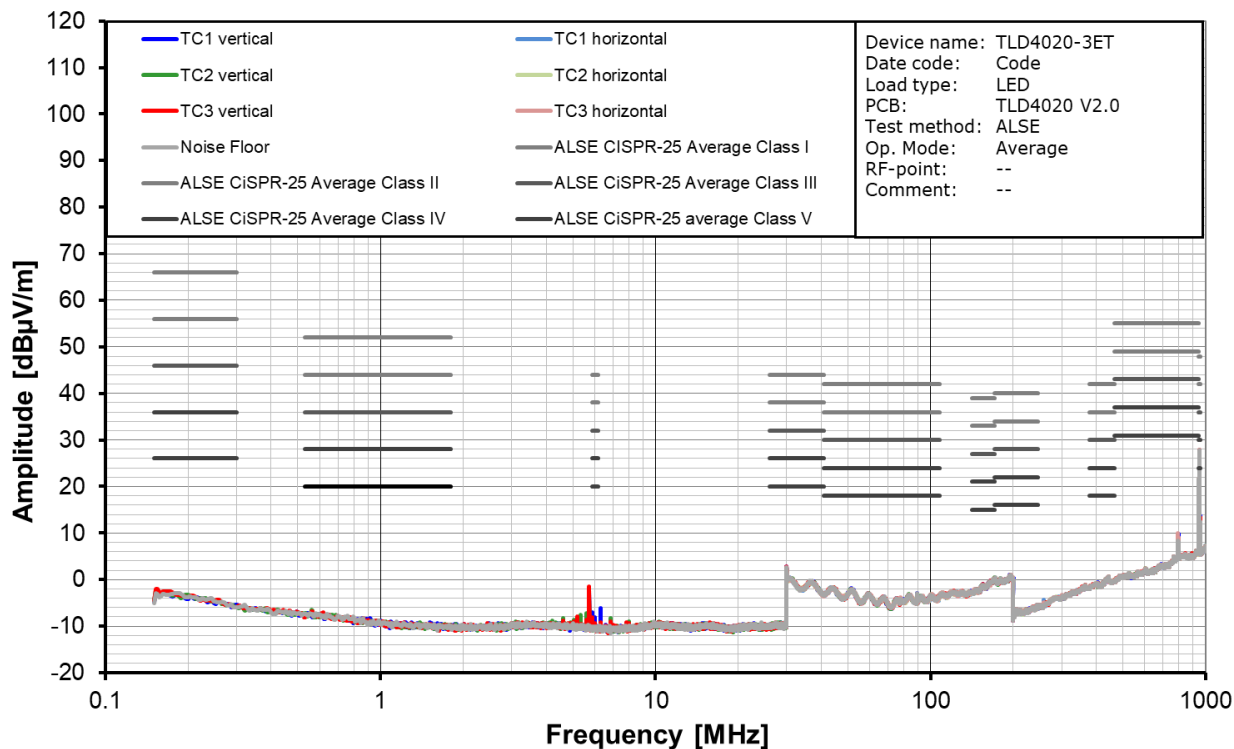 120
110
100
90
80
70
60
50
40
30
20
10
0
-10
-20
Amplitude [dBµV/m]
TC1 vertical
TC1 horizontal
TC2 vertical
TC2 horizontal
TC3 vertical
TC3 horizontal
Noise Floor
ALSE CISPR-25 Average Class I
ALSE CiSPR-25 Average Class II
ALSE CiSPR-25 Average Class III
ALSE CiSPR-25 Average Class IV
ALSE CiSPR-25 average Class V
Device name: TLD4020-3ET
Date code: Code
Load type: LED
PCB: TLD4020 V2.0
Test method: ALSE
Op. Mode: Average
RF-point: --
Comment: --
0.1 1 10 100 1000
Frequency [MHz]